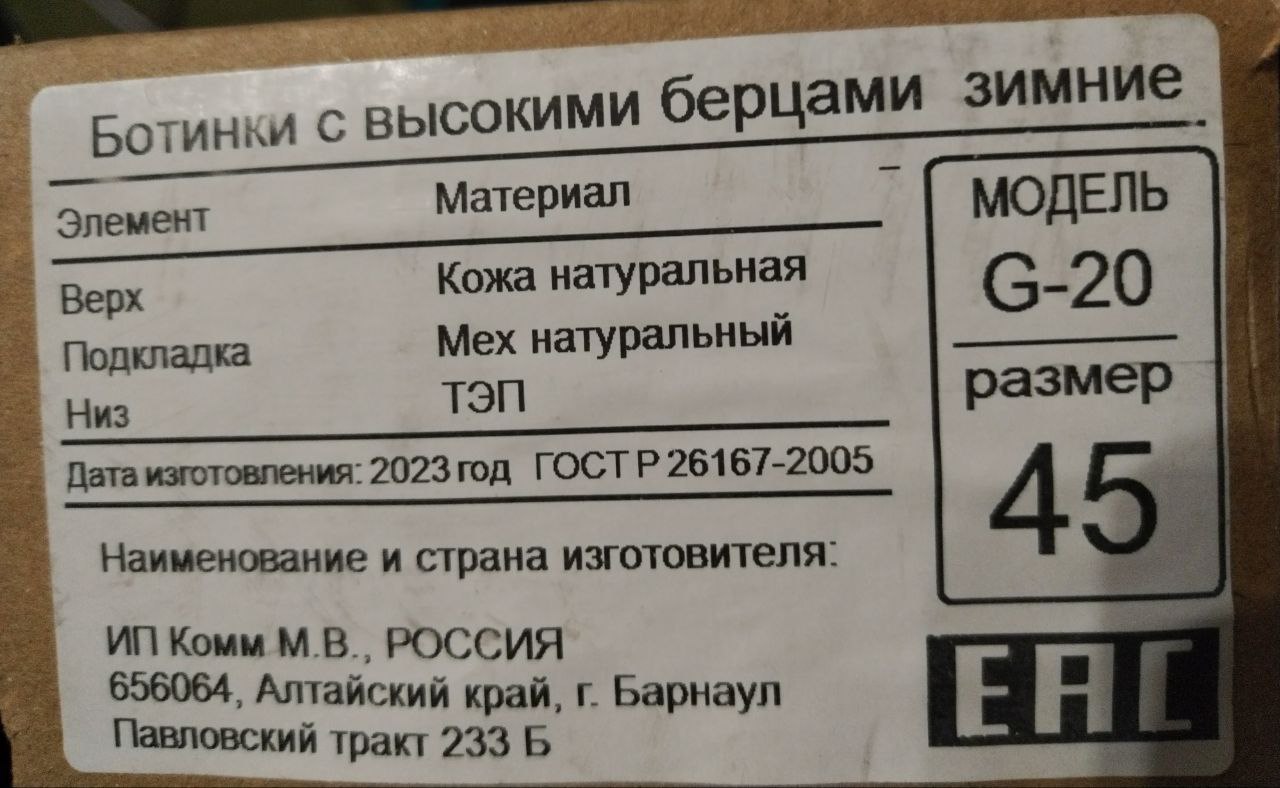 Ботинки с высокими берцами зимние
Элемент Материал
Верх Кожа натуральная
Подкладка Мех натуральный
Низ ТЭП
Дата изготовления: 2023 год ГОСТ Р 26167-2005
Наименование и страна изготовителя:
ИП Комм М.В., РОССИЯ
656064, Алтайский край, г. Барнаул
Павловский тракт 233 Б
МОДЕЛЬ
G-20
размер
45
EAC